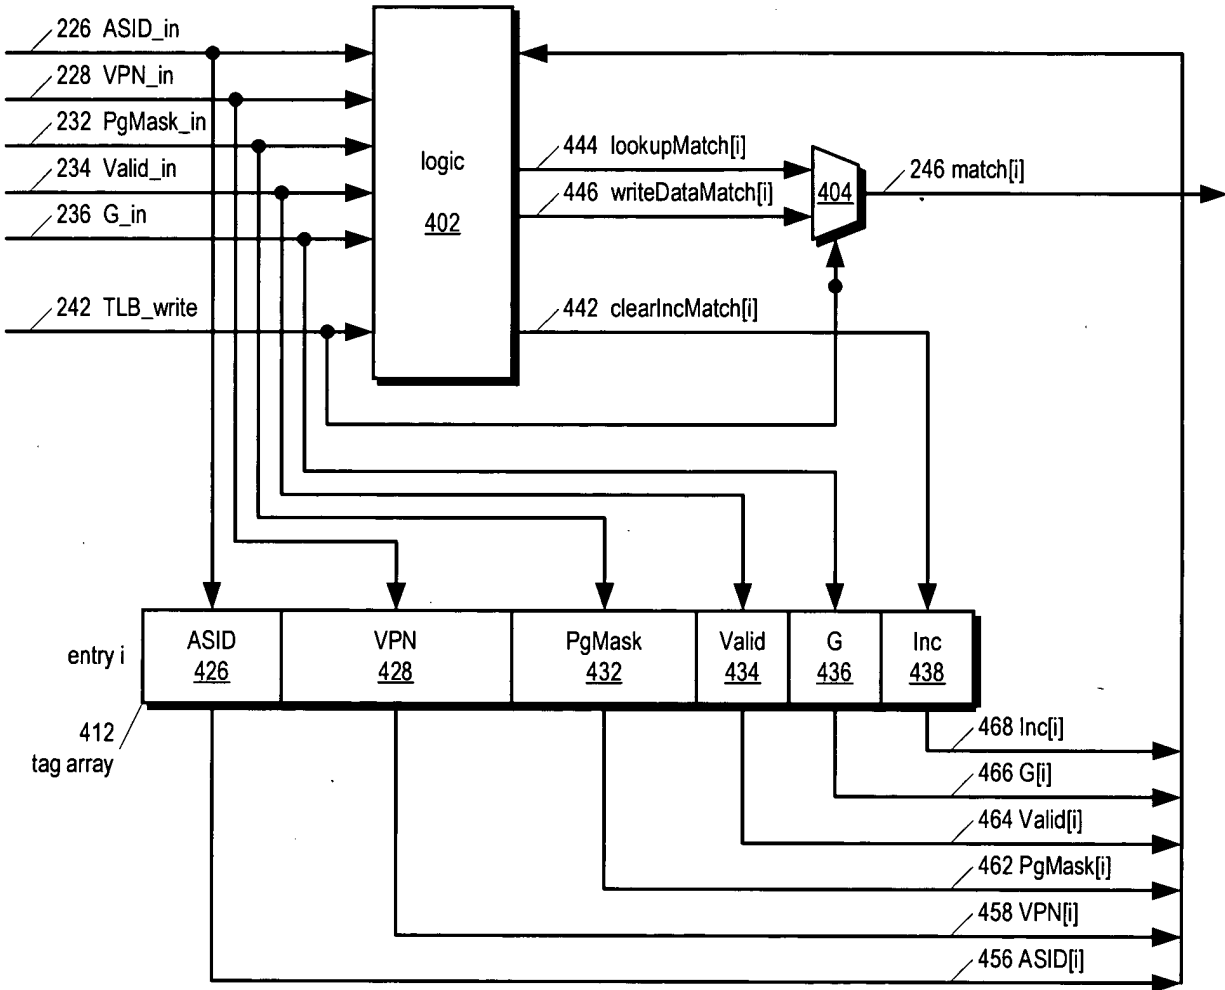 226 ASID_in
228 VPN_in
232 PgMask_in
234 Valid_in
236 G_in
242 TLB_write
logic
402
444 lookupMatch[i]
446 writeDataMatch[i]
404
246 match[i]
442 clearIncMatch[i]
entry i
ASID
426
VPN
428
PgMask
432
Valid
434
G
436
Inc
438
412
tag array
468 Inc[i]
466 G[i]
464 Valid[i]
462 PgMask[i]
458 VPN[i]
456 ASID[i]